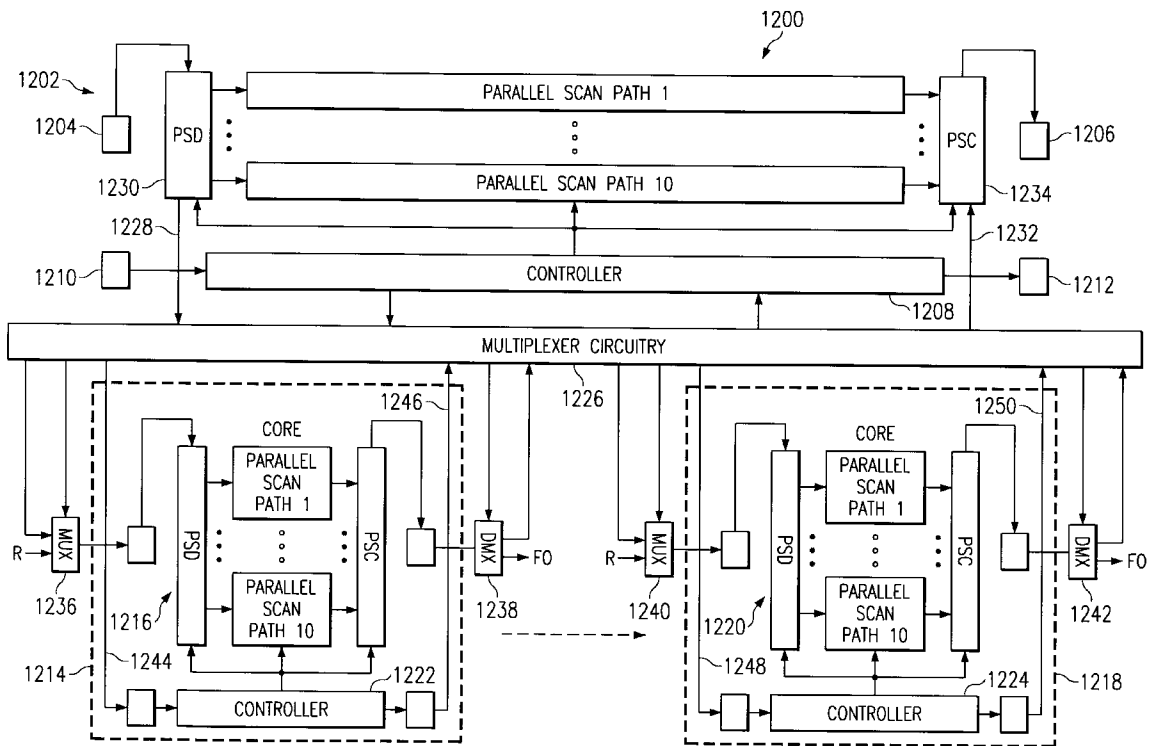 1200
1202
1204
PSD
PARALLEL SCAN PATH 1
PSC
1206
PARALLEL SCAN PATH 10
1230
1234
1228
1232
1210
CONTROLLER
1212
1208
MULTIPLEXER CIRCUITRY
1246
1226
1250
CORE
CORE
PARALLEL
SCAN
PATH 1
PARALLEL
SCAN
PATH 1
R
MUX
PSD
PSC
DMX
FO
R
MUX
PSD
PSC
DMX
FO
1236
1238
1240
1242
PARALLEL
SCAN
PATH 10
PARALLEL
SCAN
PATH 10
1216
1220
1214
1244
1222
1248
1224
1218
CONTROLLER
CONTROLLER